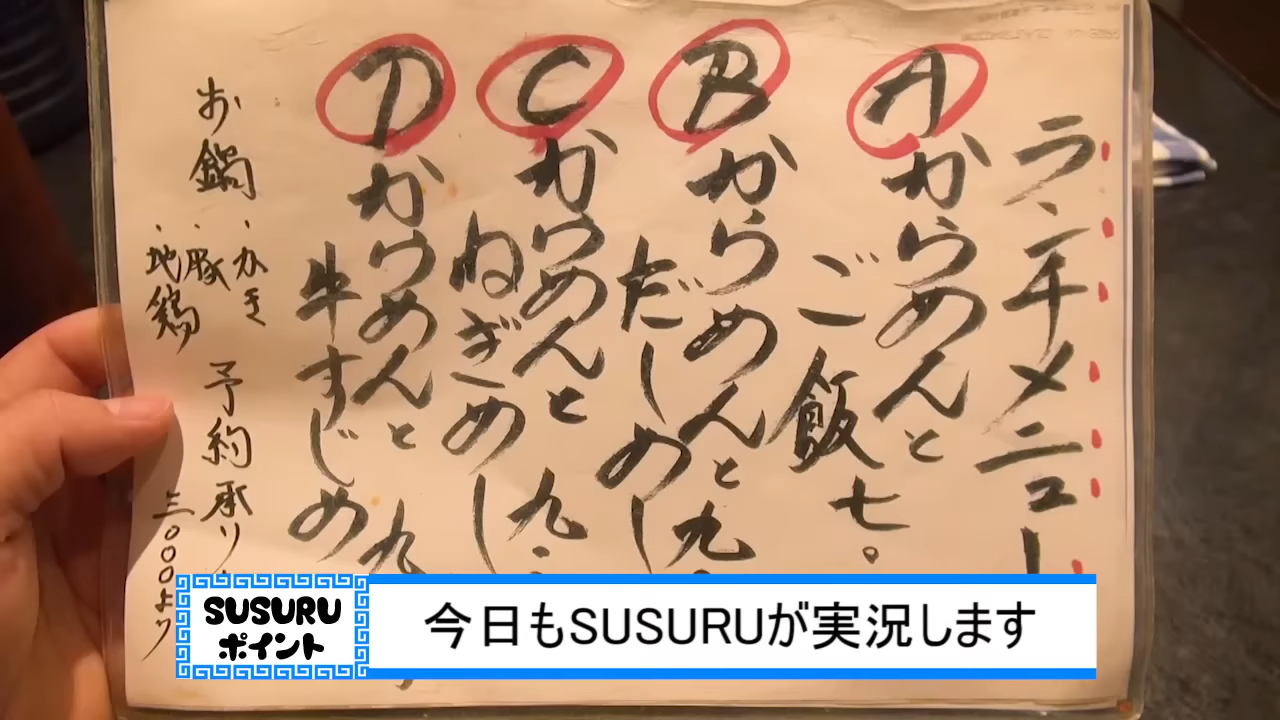 ランチメニュー
A からめんと
ご飯 七。
B からめんと
だしめし 九。
C からめんと
ねぎめし 九.
D からめんと
牛すじめ 九
お鍋
・かき
・豚
・地鶏
予約承り
三〇〇〇より
SUSURU
ポイント
今日もSUSURUが実況します